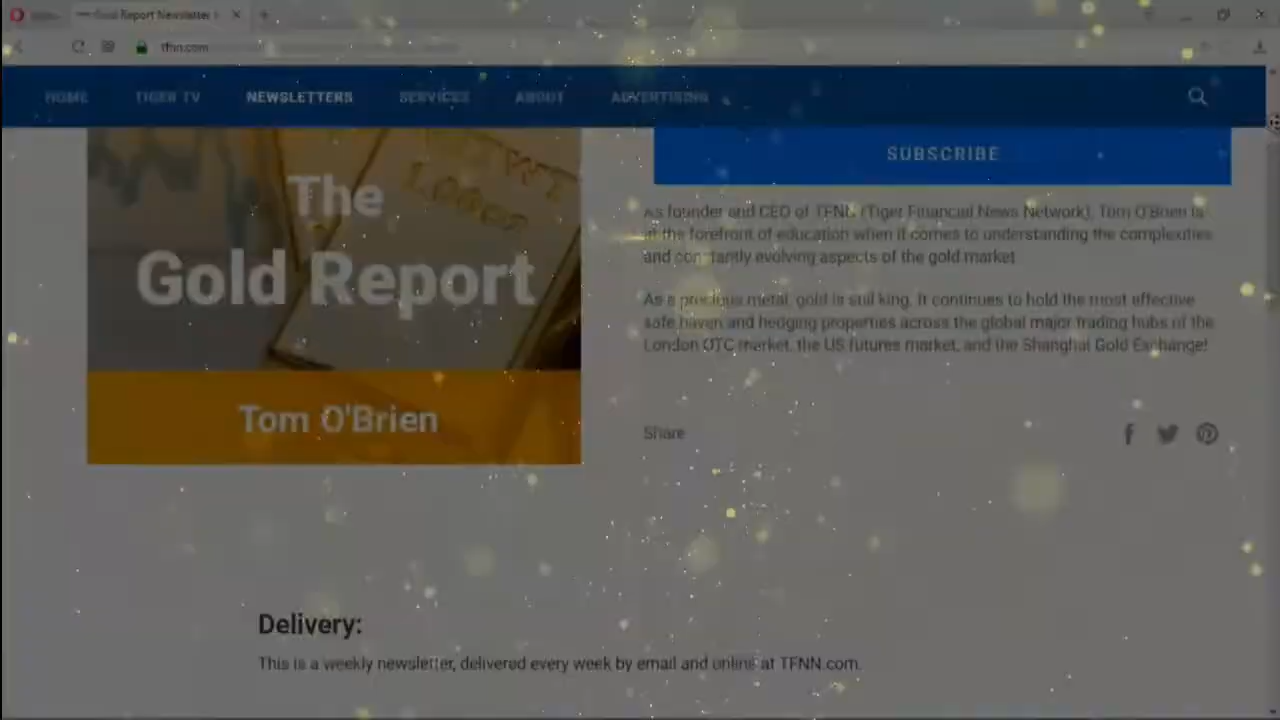 Gold Report Newsletter
tfnn.com
HOME TIGER TV NEWSLETTERS SERVICES ABOUT ADVERTISING
SUBSCRIBE
The
Gold Report
Tom O'Brien
As founder and CEO of TFNN (Tiger Financial News Network), Tom O'Brien is
at the forefront of education when it comes to understanding the complexities
and constantly evolving aspects of the gold market
As a precious metal, gold is still king. It continues to hold the most effective
safe haven and hedging properties across the global major trading hubs of the
London OTC market, the US futures market, and the Shanghai Gold Exchange!
Share
Delivery:
This is a weekly newsletter, delivered every week by email and online at TFNN.com.